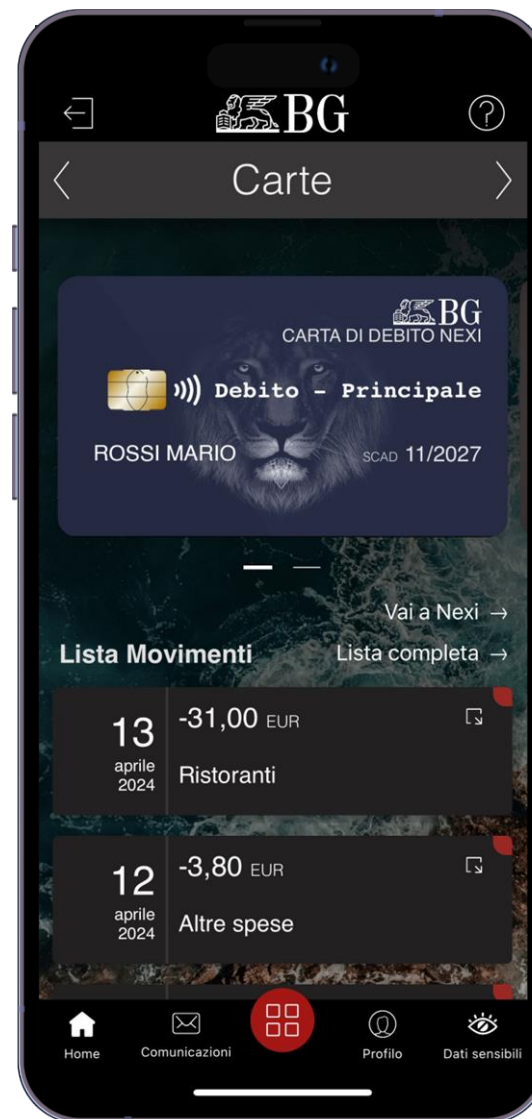 BG
Carte
BG
CARTA DI DEBITO NEXI
Debito – Principale
ROSSI MARIO SCAD 11/2027
Vai a Nexi →
Lista Movimenti Lista completa →
13 aprile 2024
-31,00 EUR
Ristoranti
12 aprile 2024
-3,80 EUR
Altre spese
Home Comunicazioni Profilo Dati sensibili